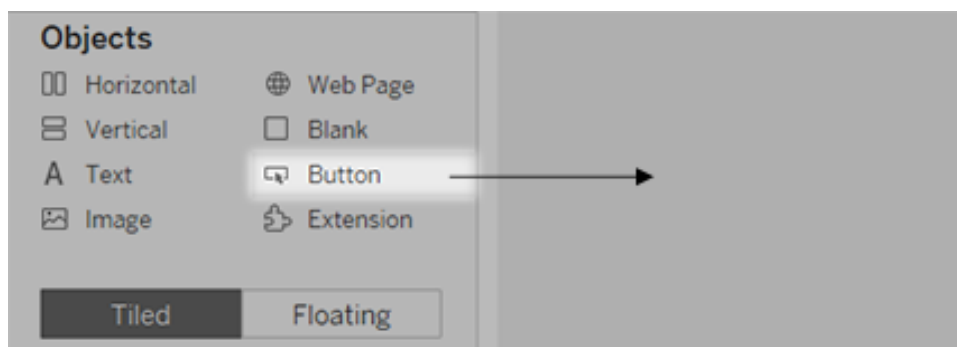 Objects
Horizontal Web Page
Vertical Blank
A Text Button
Image Extension
Tiled Floating